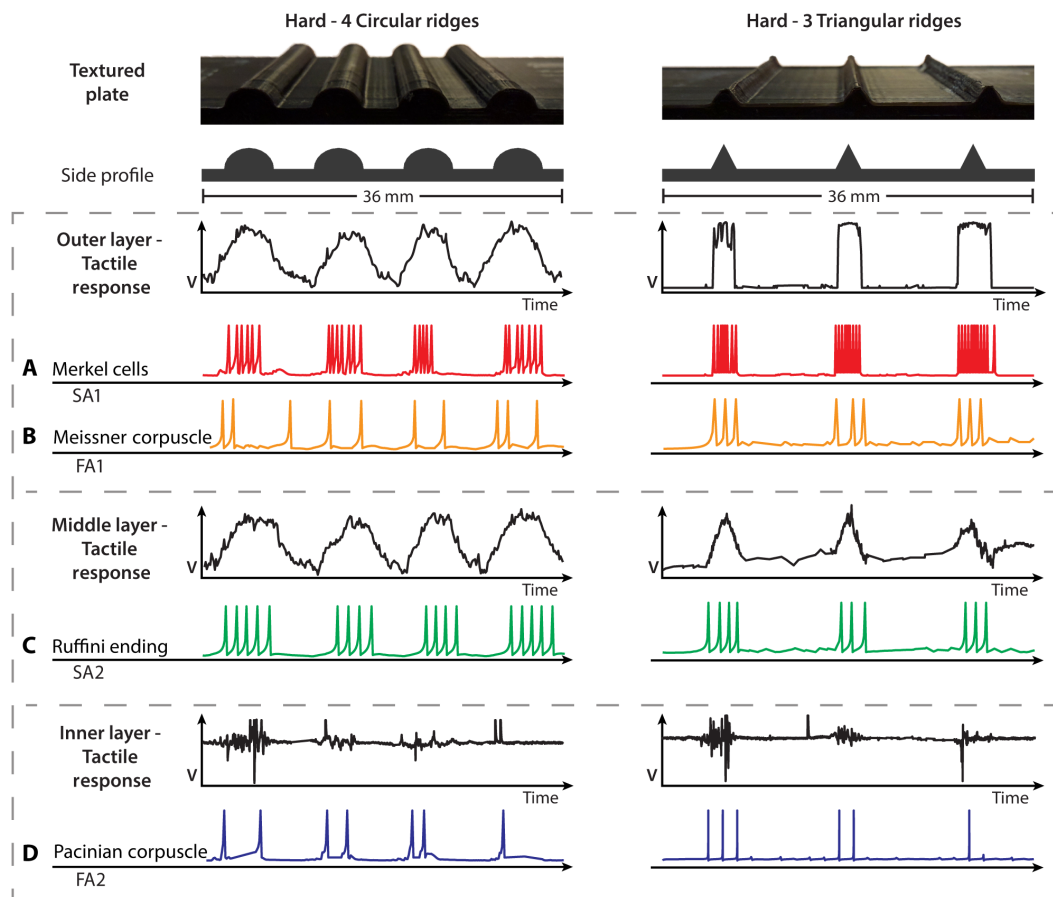 Hard - 4 Circular ridges
Hard - 3 Triangular ridges
Textured
plate
Side profile
36 mm
36 mm
Outer layer -
Tactile
response
V
Time
V
Time
A
Merkel cells
SA1
B
Meissner corpuscle
FA1
Middle layer -
Tactile
response
V
Time
V
Time
C
Ruffini ending
SA2
Inner layer -
Tactile
response
V
Time
V
Time
D
Pacinian corpuscle
FA2